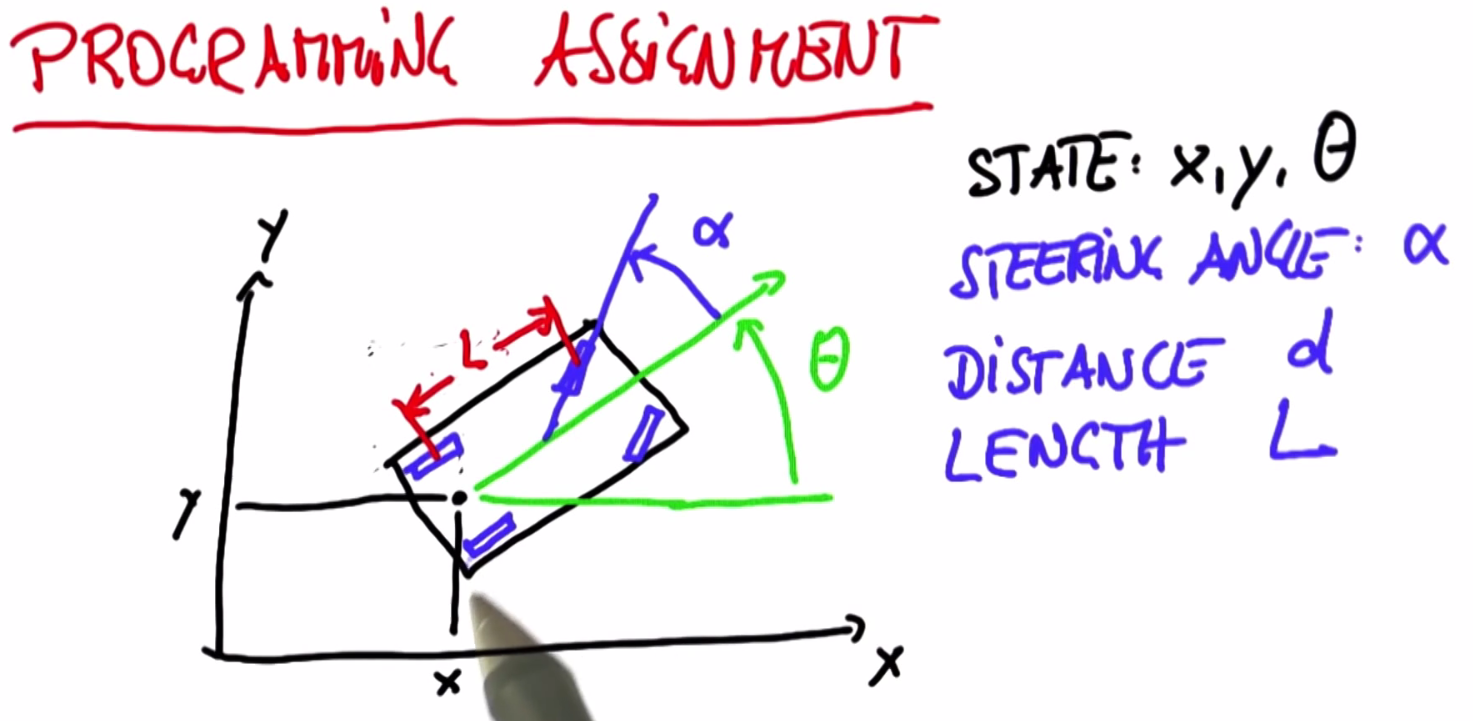 PROGRAMMING ASSIGNMENT
STATE: x, y, θ
STEERING ANGLE: α
DISTANCE d
LENGTH L
y
α
L
θ
y
x
x